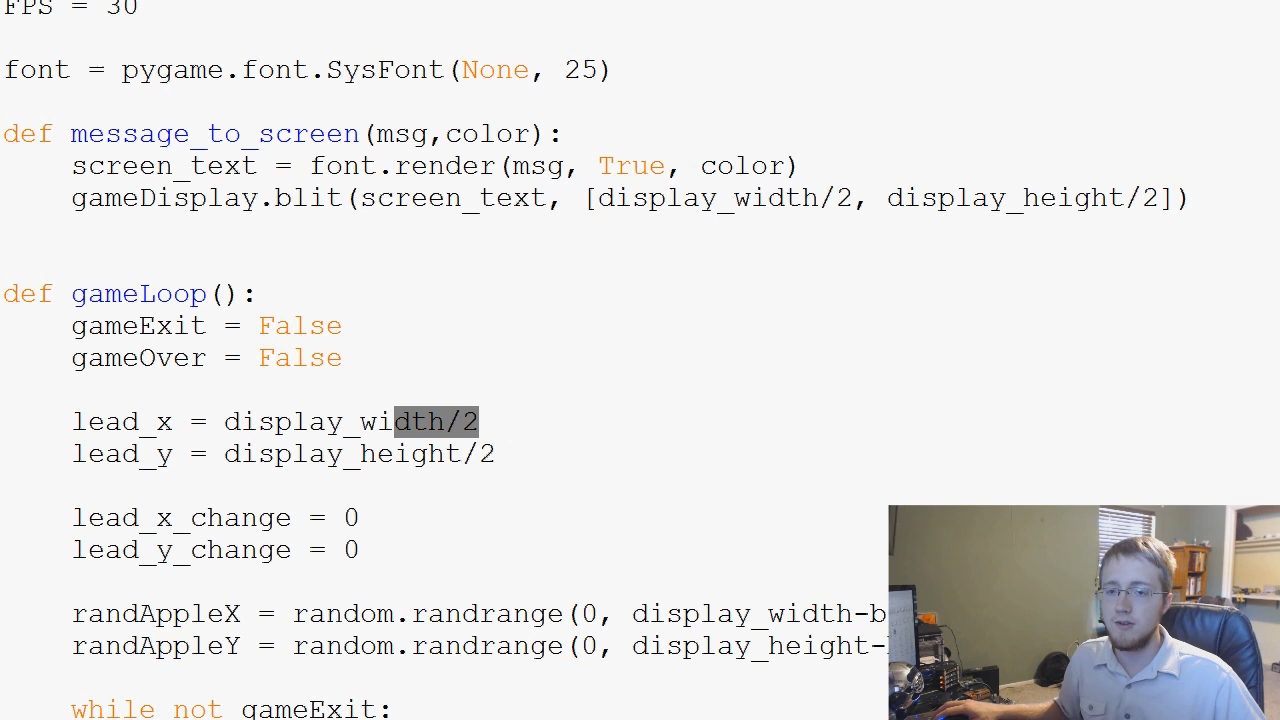 FPS = 30
font = pygame.font.SysFont(None, 25)
def message_to_screen(msg,color):
screen_text = font.render(msg, True, color)
gameDisplay.blit(screen_text, [display_width/2, display_height/2])
def gameLoop():
gameExit = False
gameOver = False
lead_x = display_width/2
lead_y = display_height/2
lead_x_change = 0
lead_y_change = 0
randAppleX = random.randrange(0, display_width-b
randAppleY = random.randrange(0, display_height-
while not gameExit: